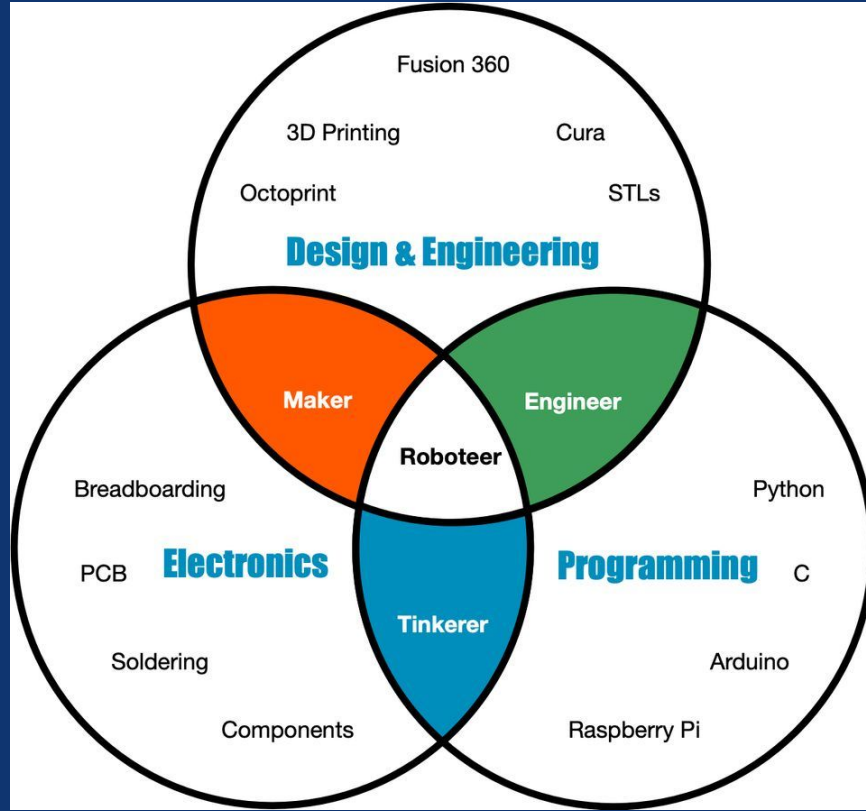 Fusion 360
3D Printing
Cura
Octoprint
STLs
Design & Engineering
Maker
Engineer
Roboteer
Breadboarding
Python
Electronics
Programming
PCB
C
Tinkerer
Soldering
Arduino
Components
Raspberry Pi